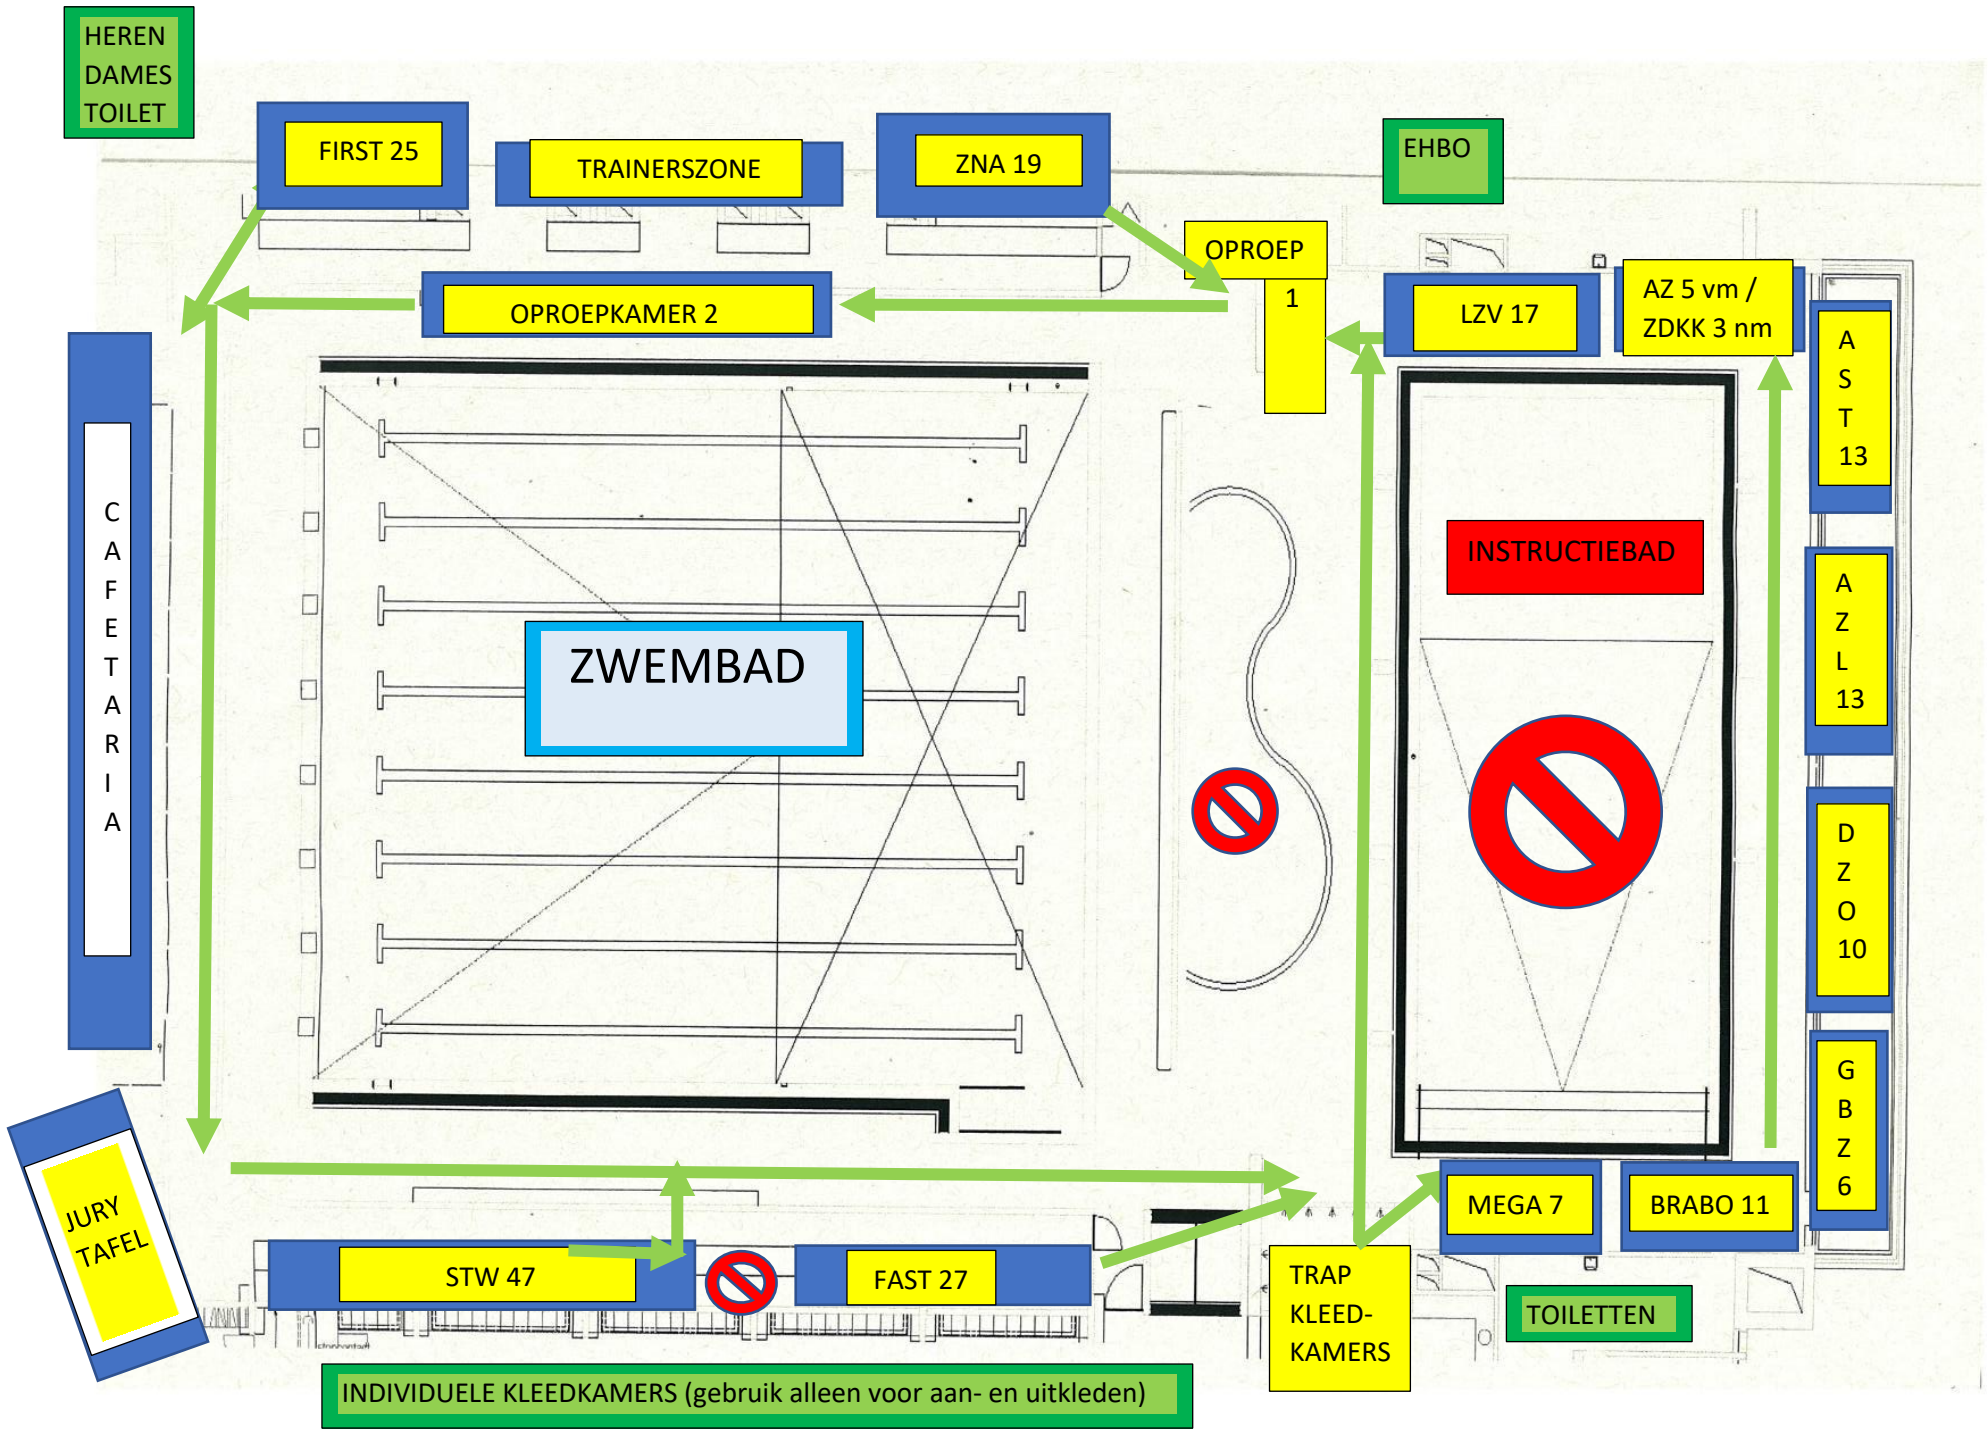 HEREN
DAMES
TOILET
FIRST 25
TRAINERSZONE
ZNA 19
EHBO
OPROEP
1
OPROEPKAMER 2
LZV 17
AZ 5 vm /
ZDKK 3 nm
A
S
T
13
C
A
F
E
T
A
R
I
A
ZWEMBAD
INSTRUCTIEBAD
A
Z
L
13
D
Z
O
10
G
B
Z
6
JURY
TAFEL
STW 47
FAST 27
MEGA 7
BRABO 11
TRAP
KLEED-
KAMERS
TOILETTEN
INDIVIDUELE KLEEDKAMERS (gebruik alleen voor aan- en uitkleden)